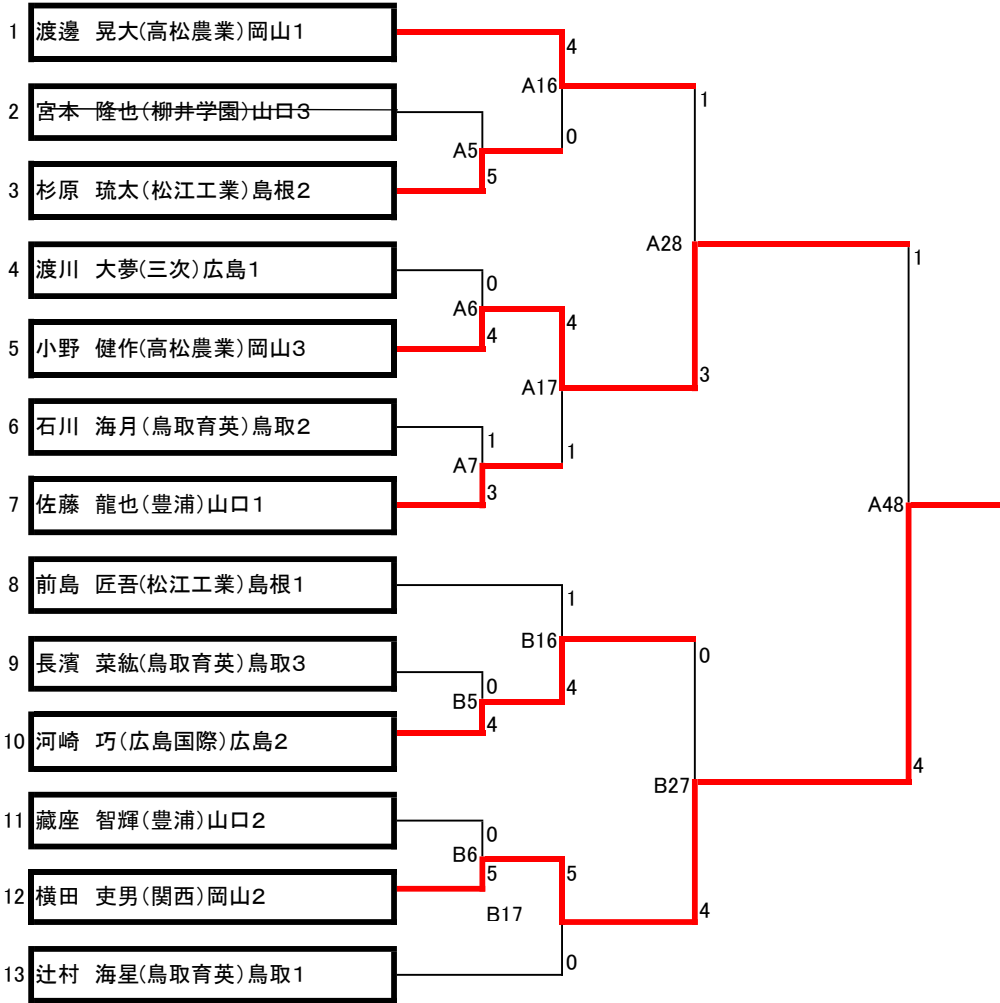 1 渡邊 晃大(高松農業)岡山1
4
A16
2 宮本 隆也(柳井学園)山口3
1
0
A5
5
3 杉原 琉太(松江工業)島根2
A28
1
4 渡川 大夢(三次)広島1
0
A6
4
4
5 小野 健作(高松農業)岡山3
3
A17
6 石川 海月(鳥取育英)鳥取2
1
1
A7
3
7 佐藤 龍也(豊浦)山口1
A48
8 前島 匠吾(松江工業)島根1
1
B16
0
9 長濱 菜紘(鳥取育英)鳥取3
0
4
B5
4
10 河崎 巧(広島国際)広島2
4
B27
11 藏座 智輝(豊浦)山口2
0
B6
5
5
12 横田 吏男(関西)岡山2
4
B17
0
13 辻村 海星(鳥取育英)鳥取1